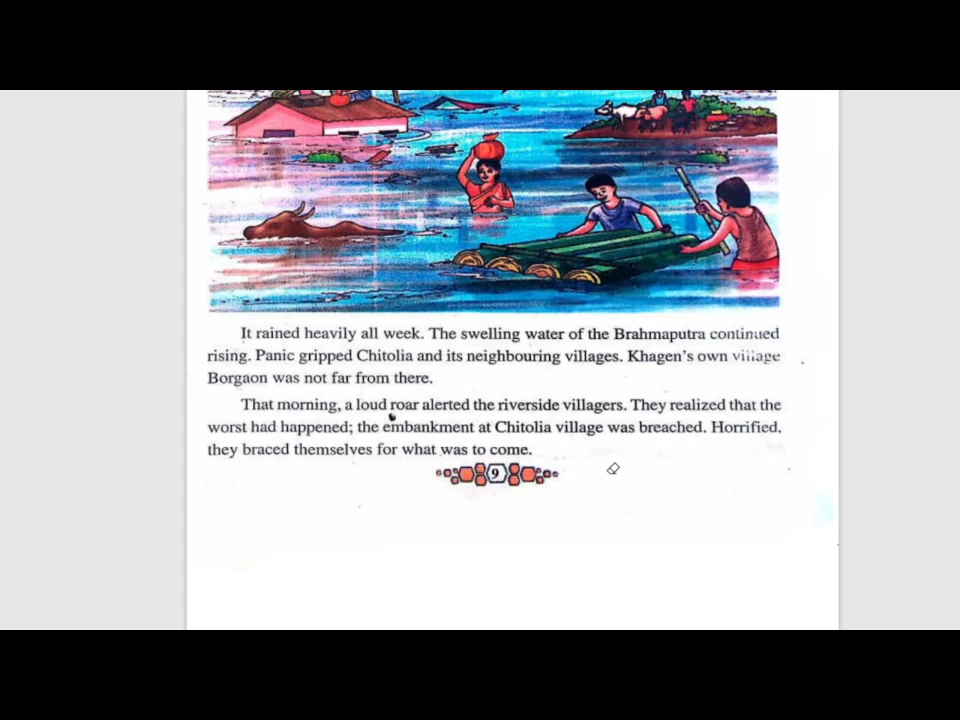 It rained heavily all week. The swelling water of the Brahmaputra continued
rising. Panic gripped Chitolia and its neighbouring villages. Khagen's own village
Borgaon was not far from there.
That morning, a loud roar alerted the riverside villagers. They realized that the
worst had happened; the embankment at Chitolia village was breached. Horrified,
they braced themselves for what was to come.
9